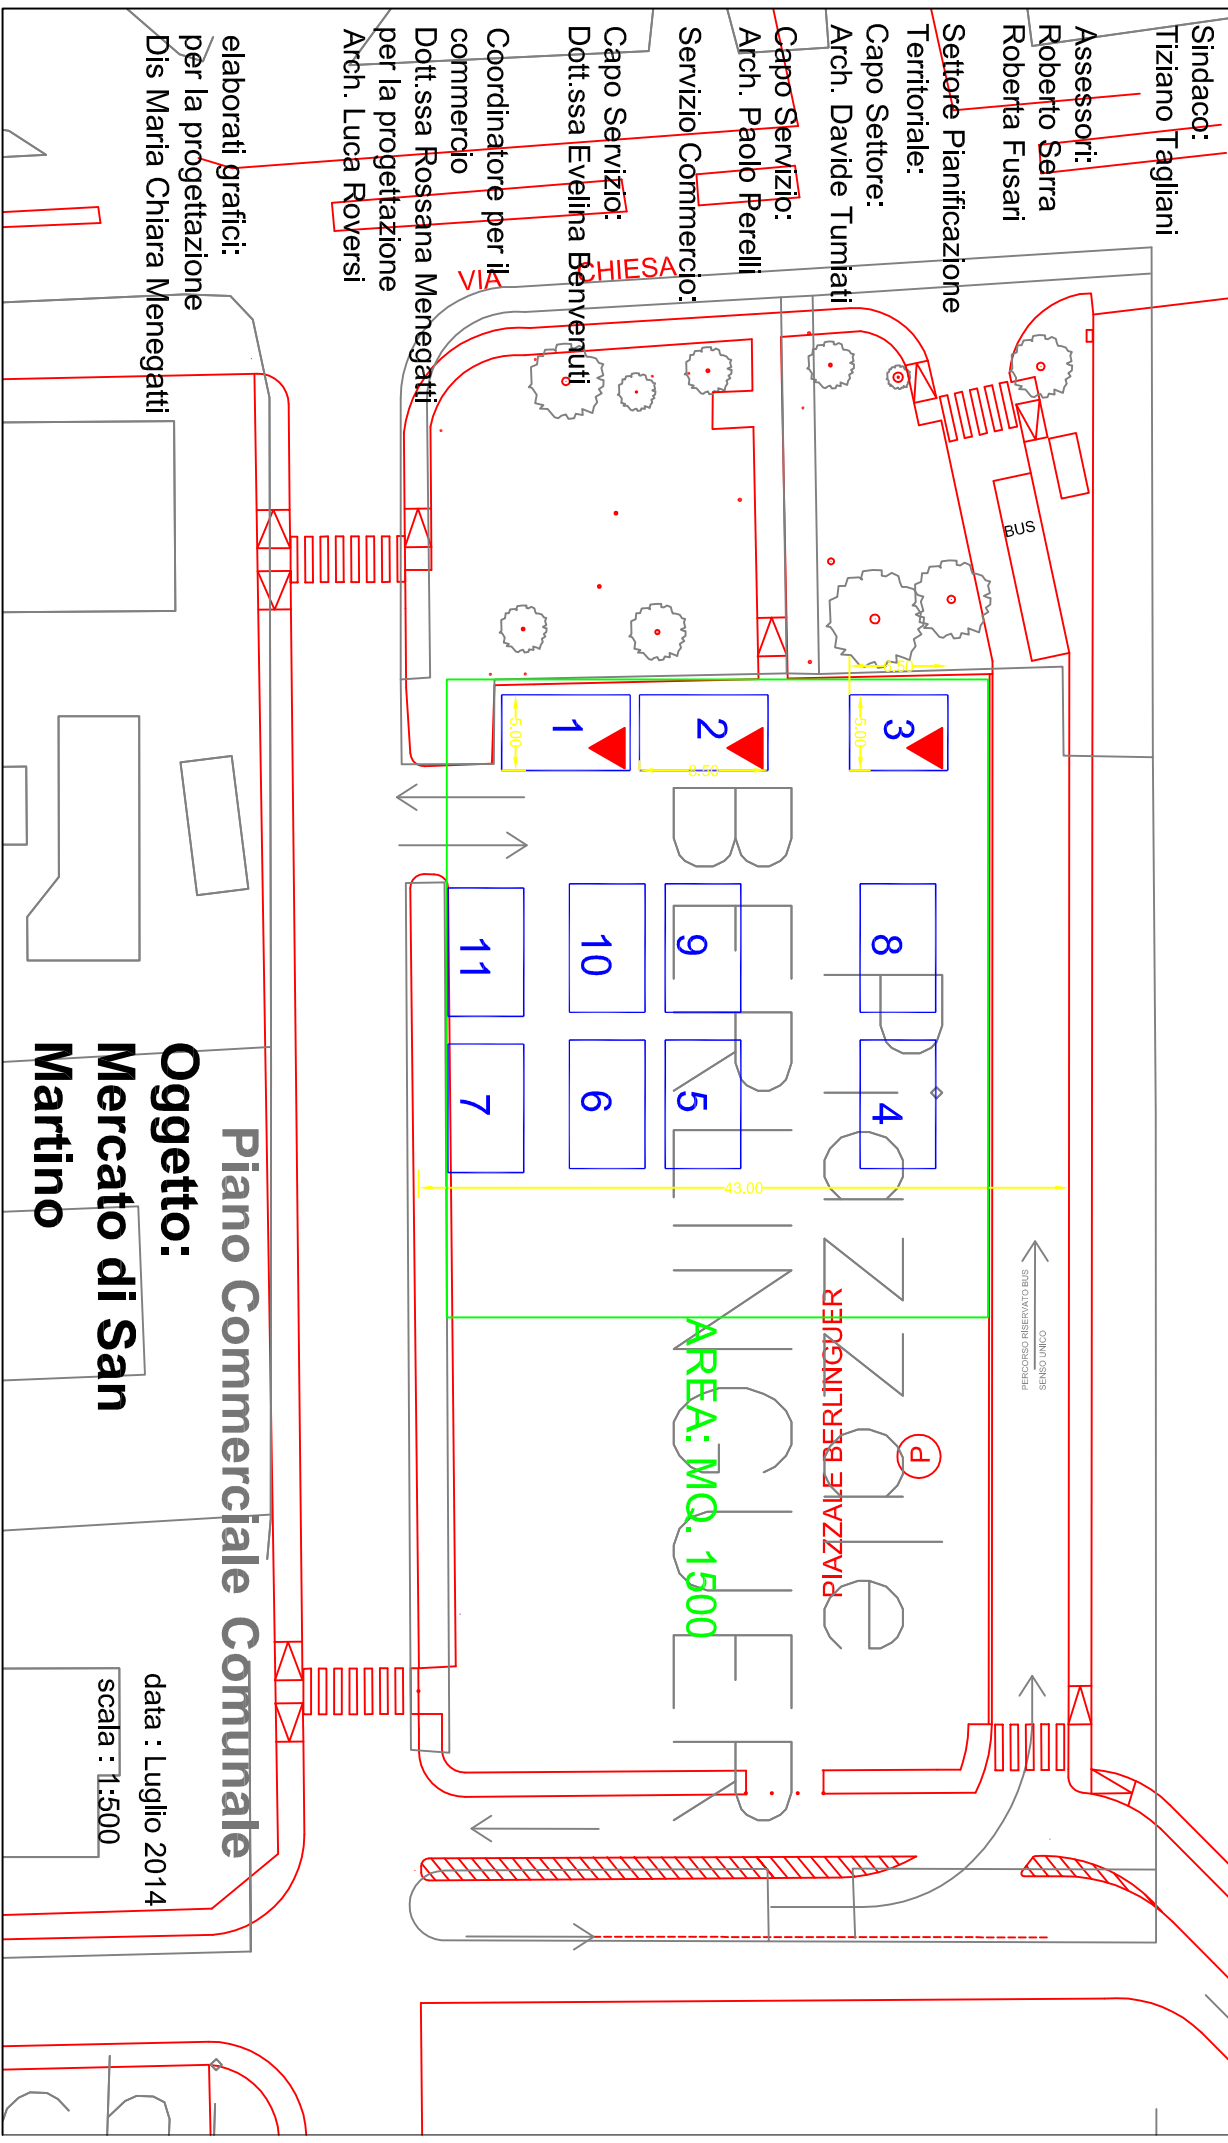 Sindaco:
Tiziano Tagliani
Assessori:
Roberto Serra
Roberta Fusari
Settore Pianificazione
Territoriale:
Capo Settore:
Arch. Davide Tumiati
Capo Servizio:
Arch. Paolo Perelli
Servizio Commercio:
Capo Servizio:
Dott.ssa Evelina Benvenuti
Coordinatore per il
commercio
Dott.ssa Rossana Menegatti
per la progettazione
Arch. Luca Roversi
elaborati grafici:
per la progettazione
Dis Maria Chiara Menegatti
VIA CHIESA
BUS
6.50
3
5.00
2
8.50
1
5.00
8
9
10
11
4
5
6
7
43.00
PERCORSO RISERVATO BUS
SENSO UNICO
P
PIAZZALE BERLINGUER
Piazzale
BERLINGUER
AREA: MQ. 1500
Piano Commerciale Comunale
Oggetto:
Mercato di San
Martino
data : Luglio 2014
scala : 1:500